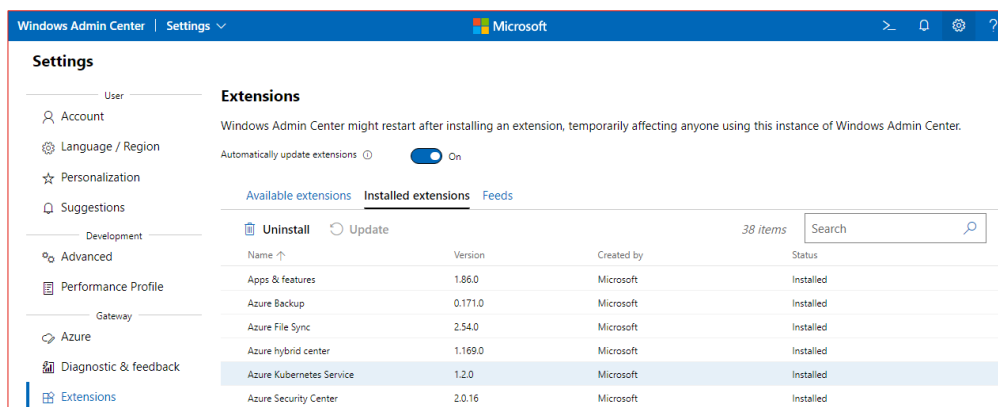 Windows Admin Center | Settings
Microsoft
Settings
User
Account
Language / Region
Personalization
Suggestions
Development
Advanced
Performance Profile
Gateway
Azure
Diagnostic & feedback
Extensions
Extensions
Windows Admin Center might restart after installing an extension, temporarily affecting anyone using this instance of Windows Admin Center.
Automatically update extensions On
Available extensions Installed extensions Feeds
Uninstall Update 38 items Search
Name Version Created by Status
Apps & features 1.86.0 Microsoft Installed
Azure Backup 0.171.0 Microsoft Installed
Azure File Sync 2.54.0 Microsoft Installed
Azure hybrid center 1.169.0 Microsoft Installed
Azure Kubernetes Service 1.2.0 Microsoft Installed
Azure Security Center 2.0.16 Microsoft Installed